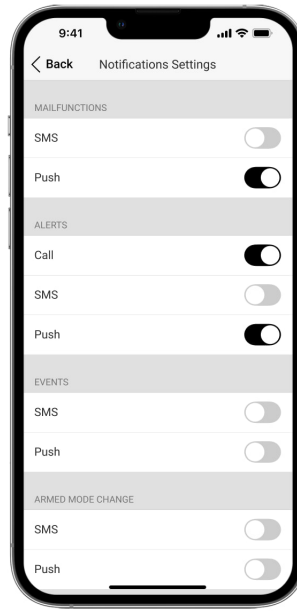 9:41
Back Notifications Settings
MAILFUNCTIONS
SMS
Push
ALERTS
Call
SMS
Push
EVENTS
SMS
Push
ARMED MODE CHANGE
SMS
Push